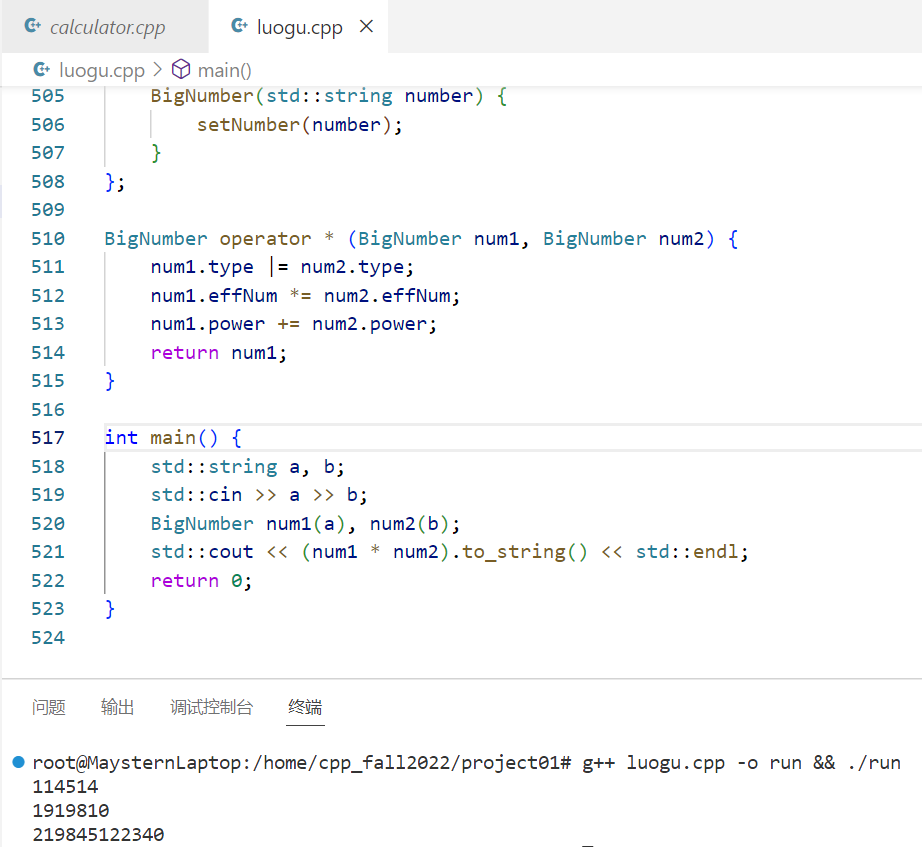 calculator.cpp luogu.cpp
luogu.cpp > main()
505 BigNumber(std::string number) {
506 setNumber(number);
507 }
508 };
509
510 BigNumber operator * (BigNumber num1, BigNumber num2) {
511 num1.type |= num2.type;
512 num1.effNum *= num2.effNum;
513 num1.power += num2.power;
514 return num1;
515 }
516
517 int main() {
518 std::string a, b;
519 std::cin >> a >> b;
520 BigNumber num1(a), num2(b);
521 std::cout << (num1 * num2).to_string() << std::endl;
522 return 0;
523 }
524
问题 输出 调试控制台 终端
root@MaysternLaptop:/home/cpp_fall2022/project01# g++ luogu.cpp -o run && ./run
114514
1919810
219845122340